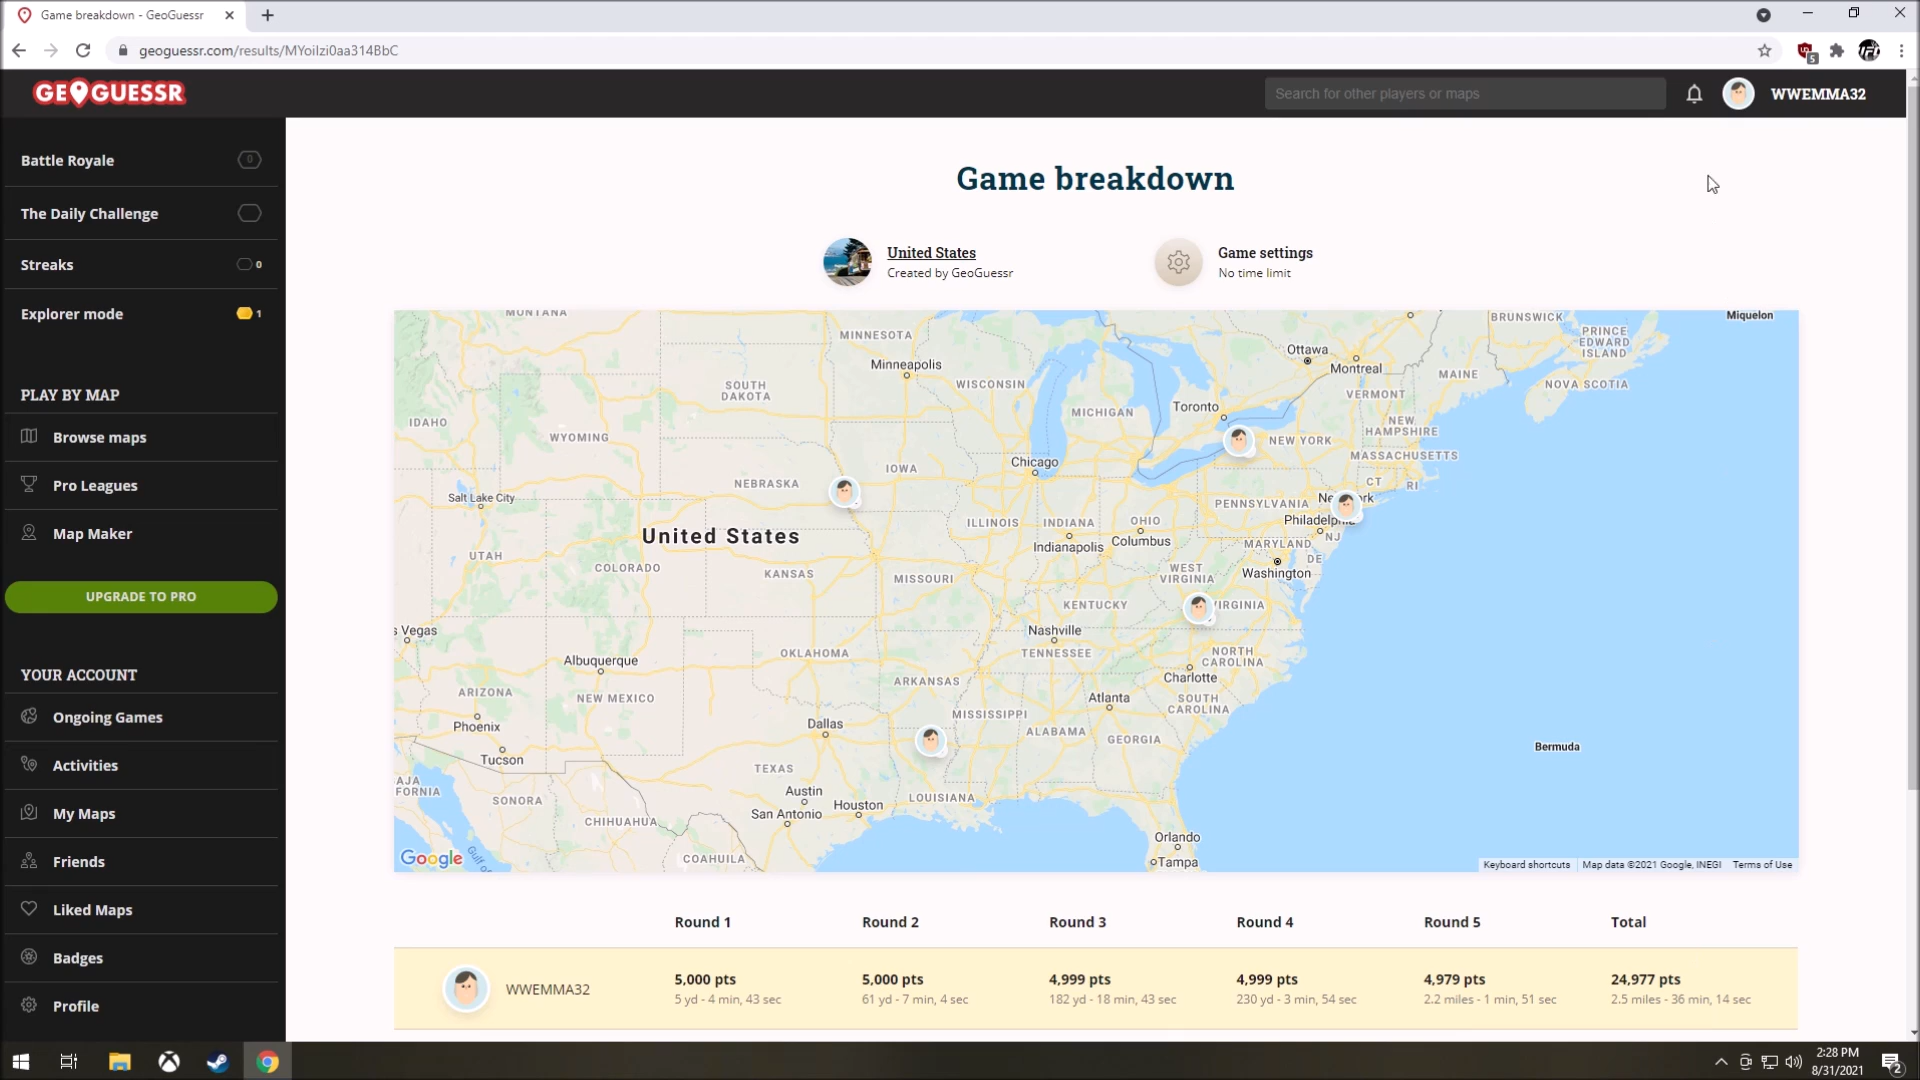 Game breakdown - GeoGuessr
geoguessr.com/results/MYoiIzi0aa314BbC
5
GEOGUESSR
Search for other players or maps
WWEMMA32
Battle Royale
0
The Daily Challenge
Streaks
0
Explorer mode
1
PLAY BY MAP
Browse maps
Pro Leagues
Map Maker
UPGRADE TO PRO
YOUR ACCOUNT
Ongoing Games
Activities
My Maps
Friends
Liked Maps
Badges
Profile
Game breakdown
United States
Created by GeoGuessr
Game settings
No time limit
MONTANA
MINNESOTA
BRUNSWICK
Miquelon
PRINCE
EDWARD
ISLAND
Ottawa
Montreal
Minneapolis
WISCONSIN
MAINE
NOVA SCOTIA
SOUTH
DAKOTA
VERMONT
Toronto
MICHIGAN
IDAHO
NEW
HAMPSHIRE
WYOMING
NEW YORK
MASSACHUSETTS
Chicago
IOWA
CT
RI
NEBRASKA
Salt Lake City
PENNSYLVANIA
Philadelphia
ILLINOIS
INDIANA
OHIO
United States
Indianapolis
Columbus
NJ
MARYLAND
DE
UTAH
COLORADO
KANSAS
MISSOURI
WEST
VIRGINIA
Washington
KENTUCKY
VIRGINIA
s Vegas
Nashville
TENNESSEE
OKLAHOMA
Albuquerque
NORTH
CAROLINA
Charlotte
ARKANSAS
ARIZONA
NEW MEXICO
Atlanta
SOUTH
CAROLINA
MISSISSIPPI
Phoenix
Dallas
ALABAMA
GEORGIA
Tucson
Bermuda
TEXAS
AJA
FORNIA
SONORA
Austin
Houston
LOUISIANA
San Antonio
CHIHUAHUA
Orlando
Tampa
COAHUILA
Gulf of
Google
Keyboard shortcuts
Map data ©2021 Google, INEGI
Terms of Use
Round 1
Round 2
Round 3
Round 4
Round 5
Total
WWEMMA32
5,000 pts
5 yd - 4 min, 43 sec
5,000 pts
61 yd - 7 min, 4 sec
4,999 pts
182 yd - 18 min, 43 sec
4,999 pts
230 yd - 3 min, 54 sec
4,979 pts
2.2 miles - 1 min, 51 sec
24,977 pts
2.5 miles - 36 min, 14 sec
2:28 PM
8/31/2021
2